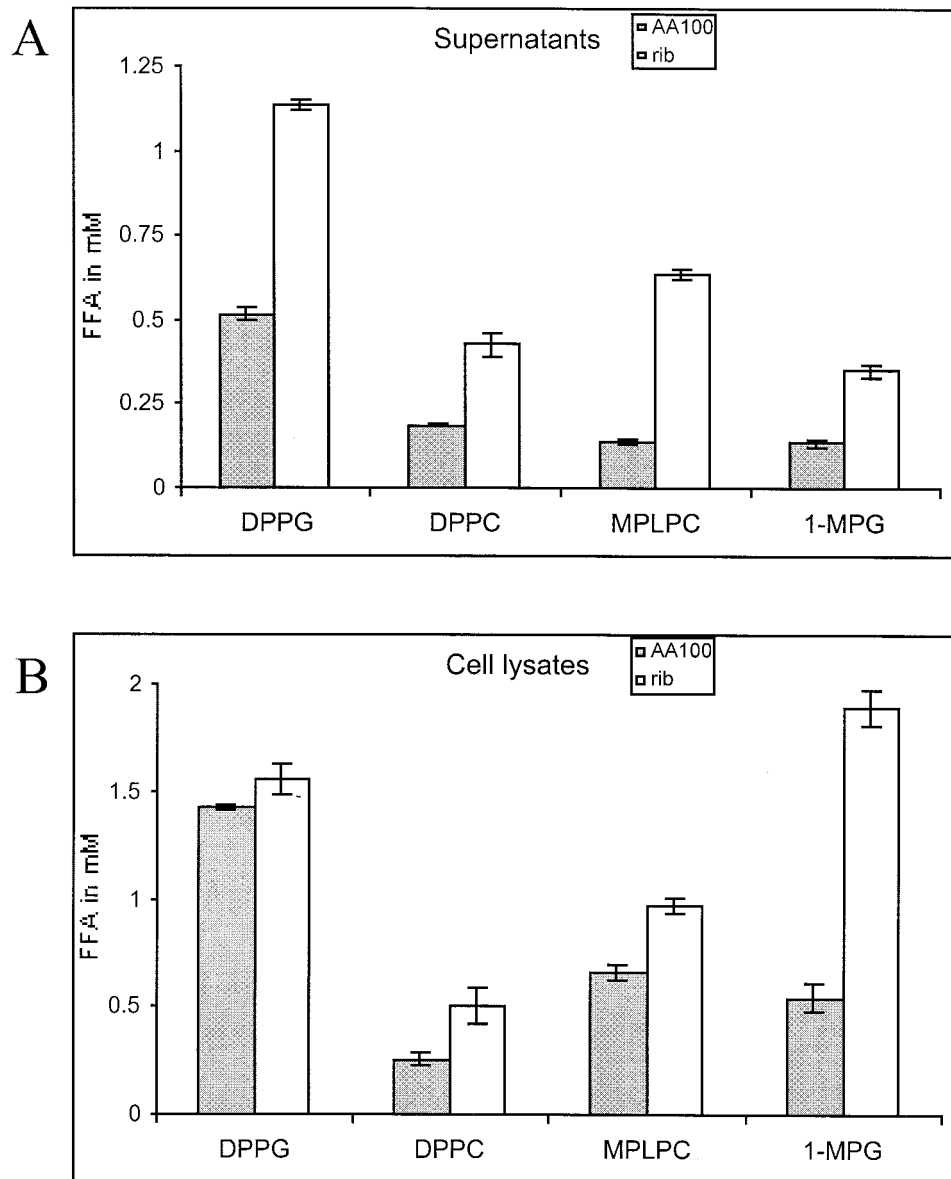 A
Supernatants
AA100
rib
1.25
1
0.75
0.5
0.25
0
FFA in mM
DPPG DPPC MPLPC 1-MPG
B
Cell lysates
AA100
rib
2
1.5
1
0.5
0
FFA in mM
DPPG DPPC MPLPC 1-MPG